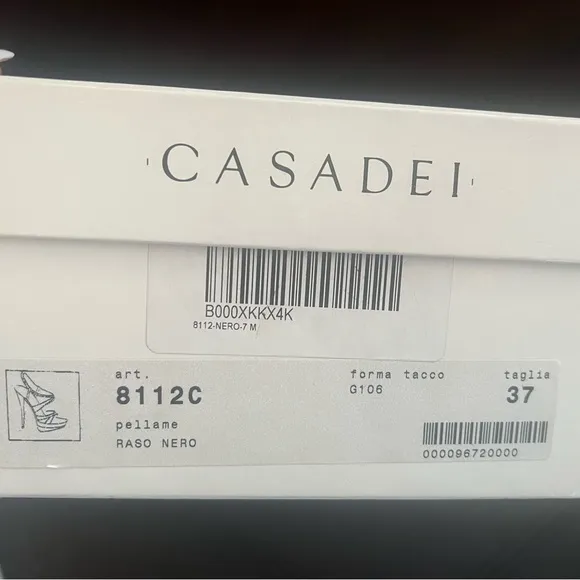 CASADEI
B000XKKX4K
8112-NERO-7 M
art. forma tacco taglia
8112C G106 37
pellame
RASO NERO
000096720000